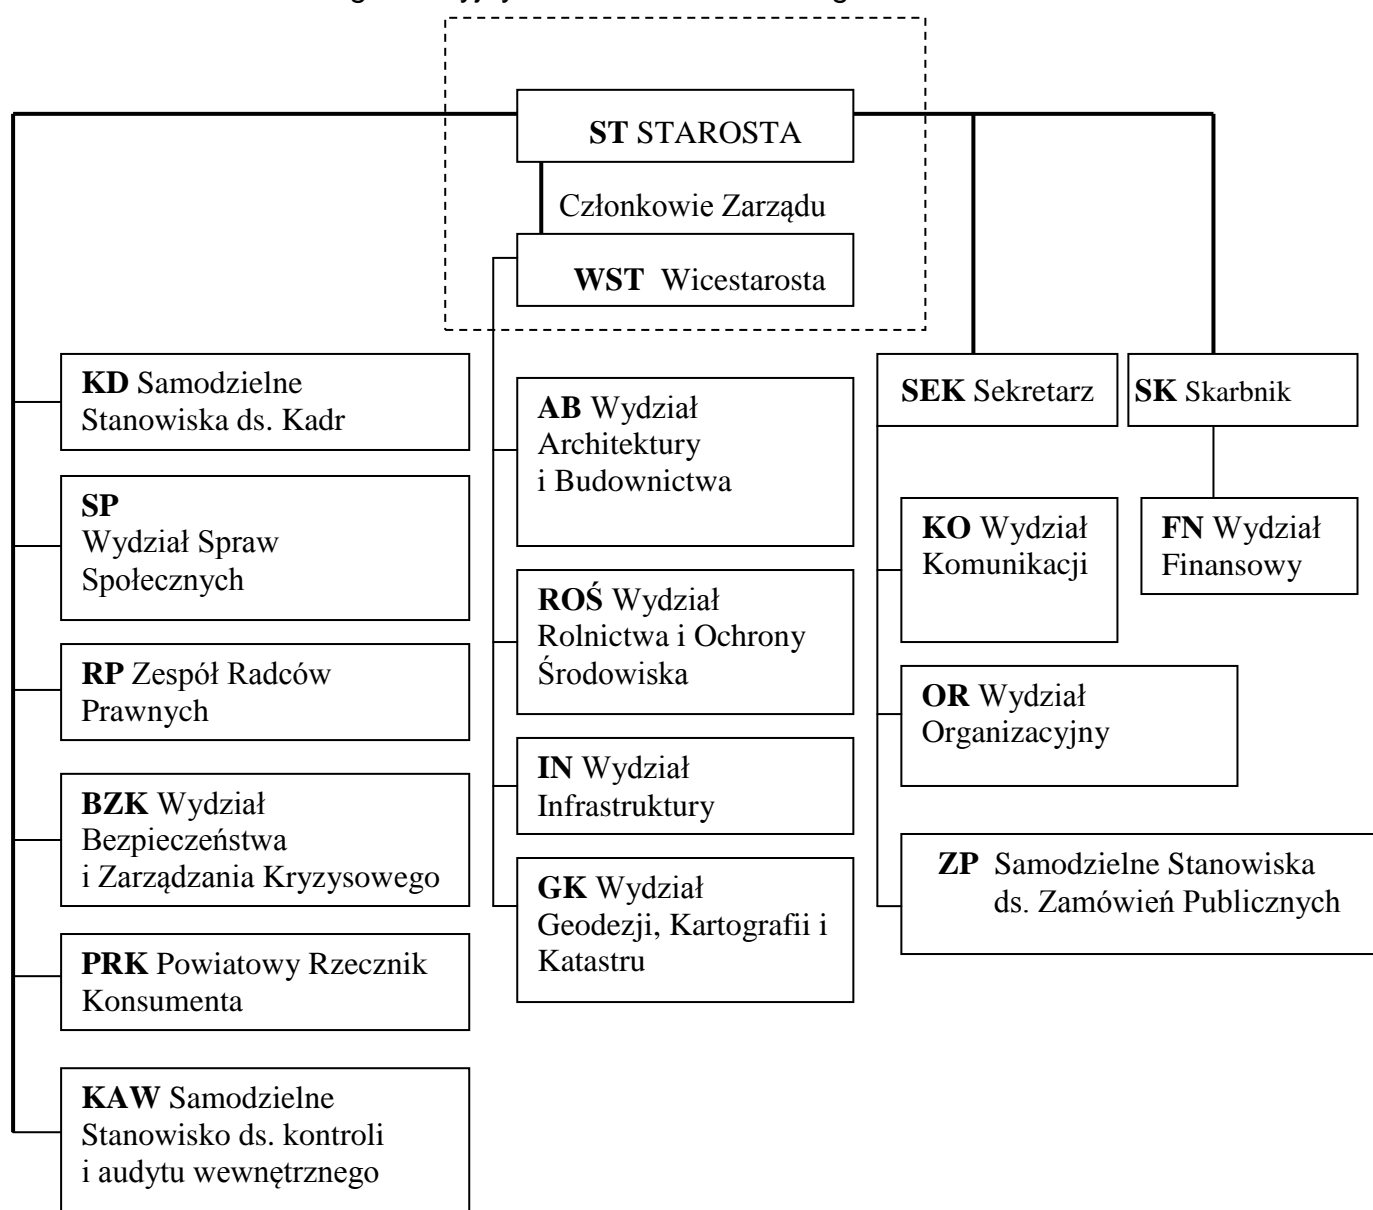 ST STAROSTA
Członkowie Zarządu
WST Wicestarosta
KD Samodzielne
Stanowiska ds. Kadr
SP
Wydział Spraw
Społecznych
RP Zespół Radców
Prawnych
BZK Wydział
Bezpieczeństwa
i Zarządzania Kryzysowego
PRK Powiatowy Rzecznik
Konsumenta
KAW Samodzielne
Stanowisko ds. kontroli
i audytu wewnętrznego
AB Wydział
Architektury
i Budownictwa
ROŚ Wydział
Rolnictwa i Ochrony
Środowiska
IN Wydział
Infrastruktury
GK Wydział
Geodezji, Kartografii i
Katastru
SEK Sekretarz
KO Wydział
Komunikacji
OR Wydział
Organizacyjny
ZP Samodzielne Stanowiska
ds. Zamówień Publicznych
SK Skarbnik
FN Wydział
Finansowy